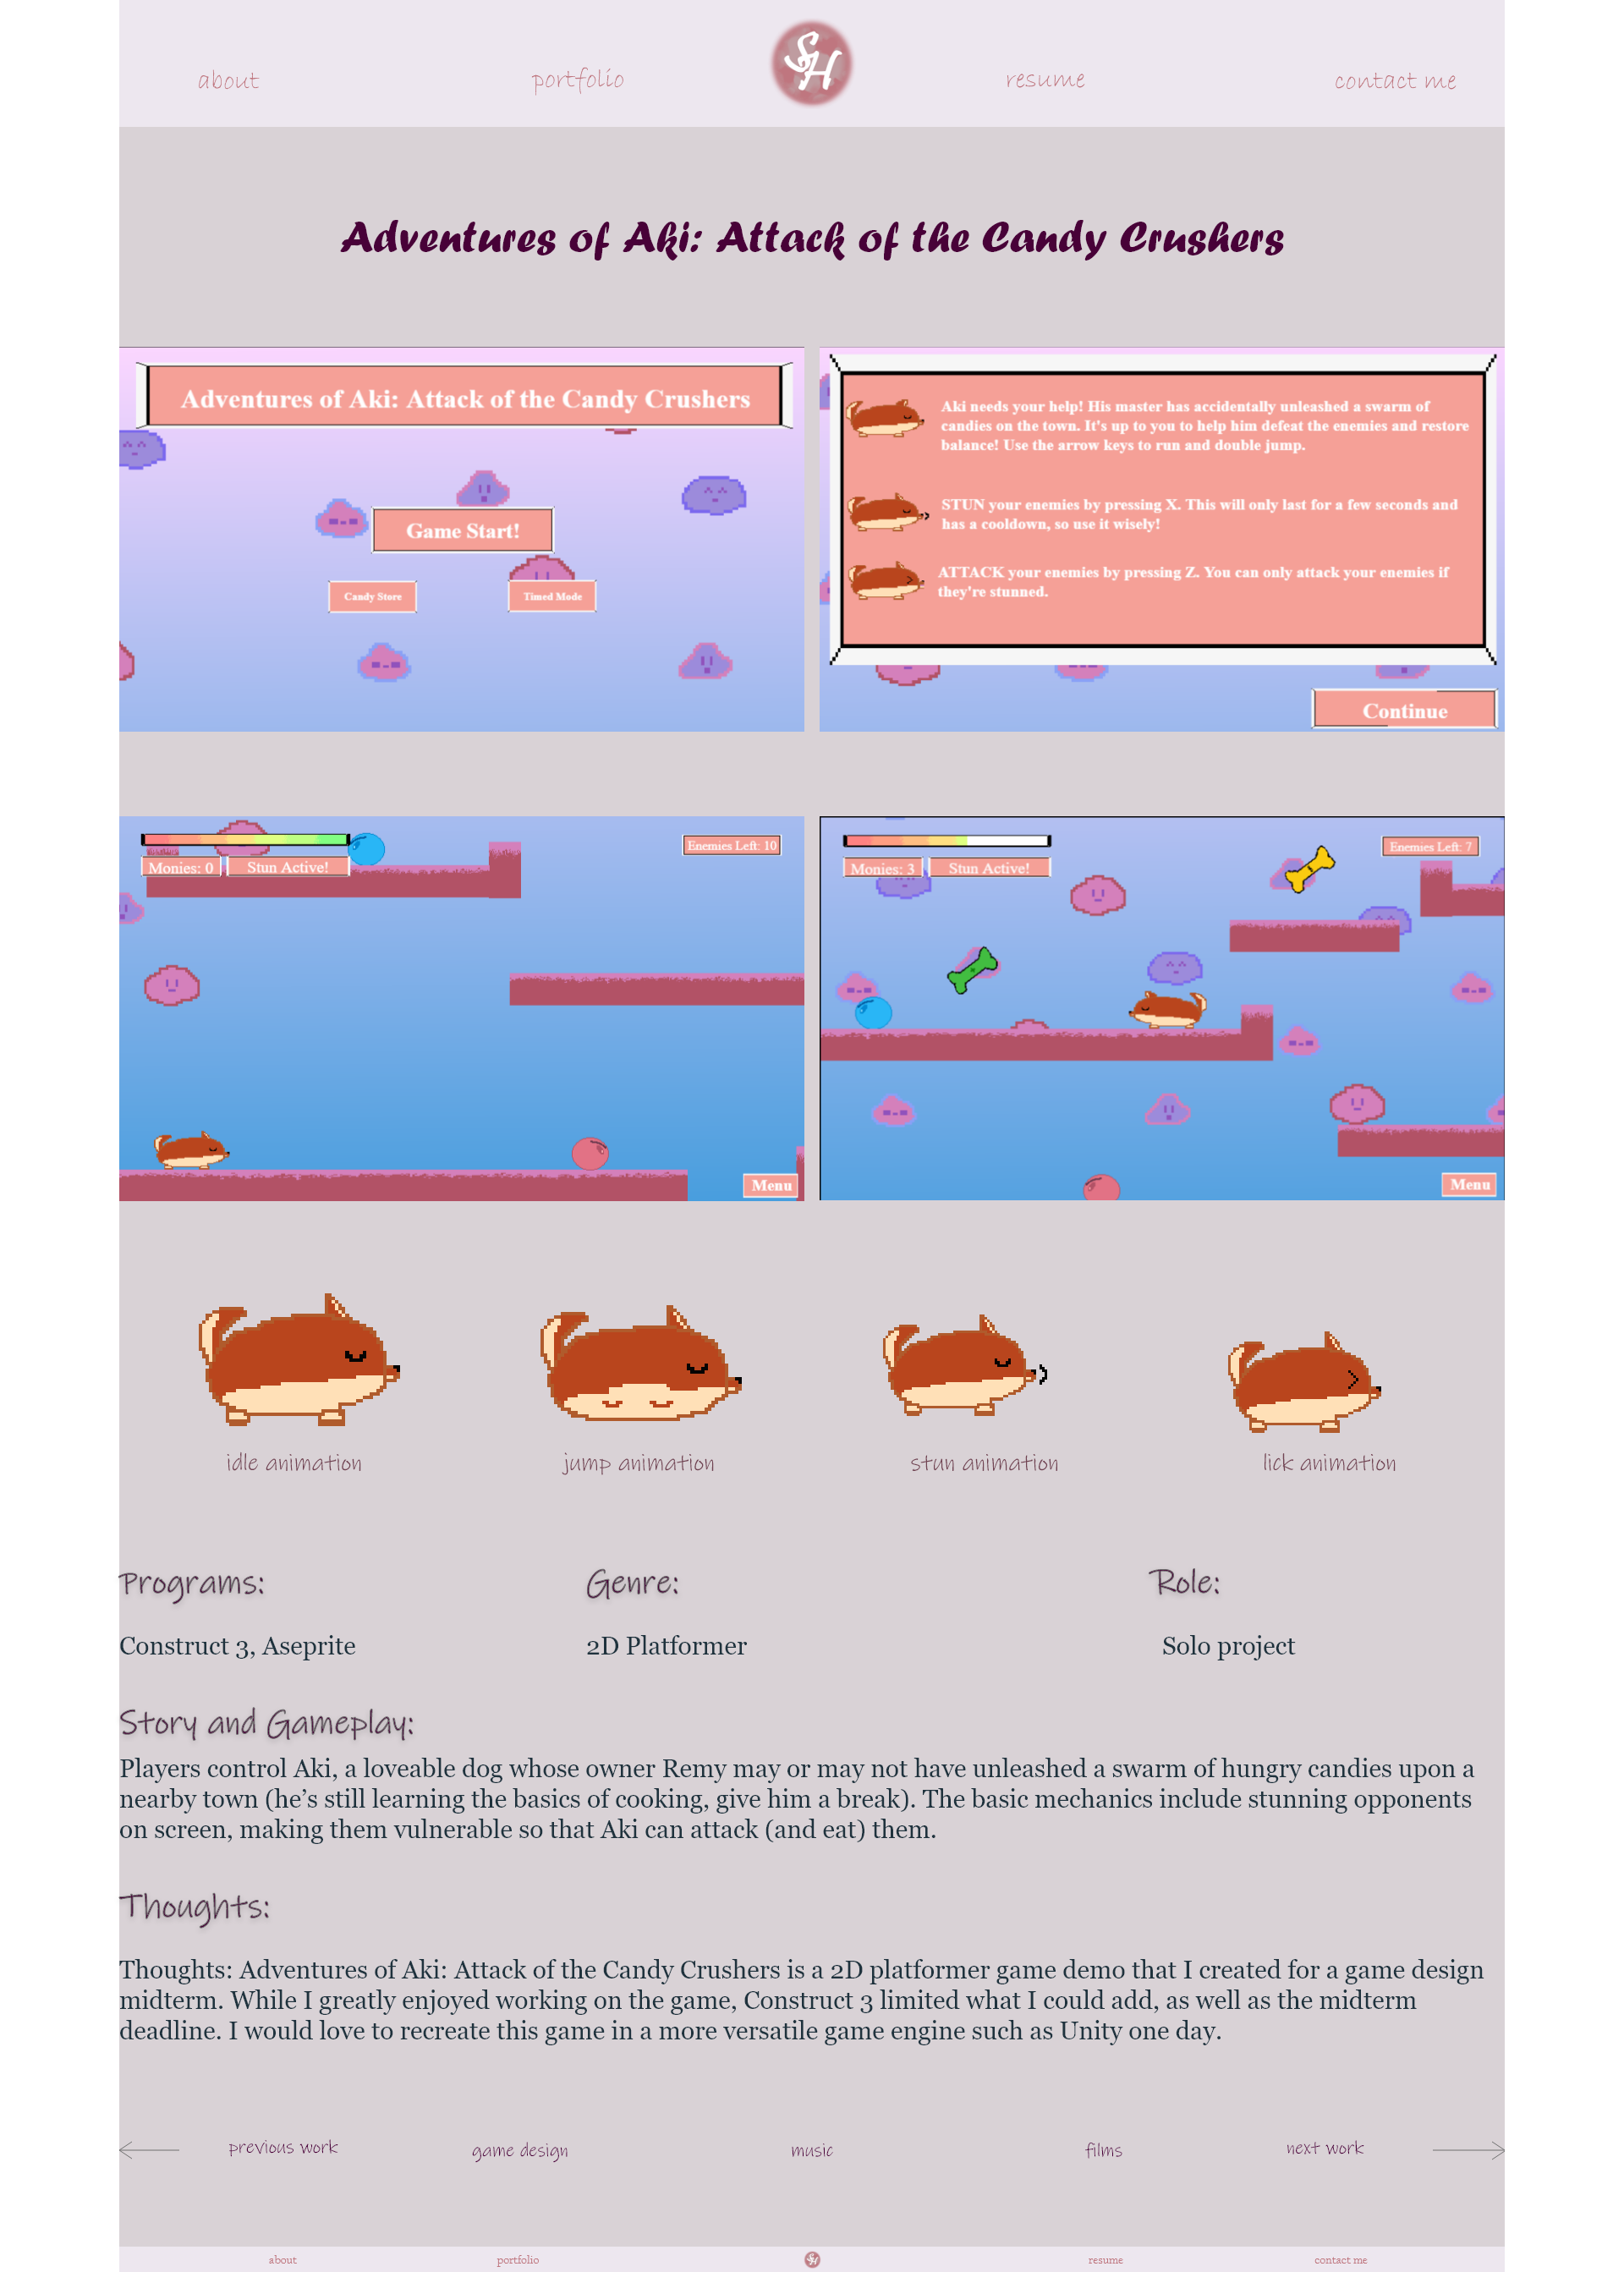 about
portfolio
SH
resume
contact me
Adventures of Aki: Attack of the Candy Crushers
Adventures of Aki: Attack of the Candy Crushers
Game Start!
Candy Store
Timed Mode
Aki needs your help! His master has accidentally unleashed a swarm of
candies on the town. It's up to you to help him defeat the enemies and restore
balance! Use the arrow keys to run and double jump.
STUN your enemies by pressing X. This will only last for a few seconds and
has a cooldown, so use it wisely!
ATTACK your enemies by pressing Z. You can only attack your enemies if
they're stunned.
Continue
Monies: 0
Stun Active!
Enemies Left: 10
Menu
Monies: 3
Stun Active!
Enemies Left: 7
Menu
idle animation
jump animation
stun animation
lick animation
Programs:
Construct 3, Aseprite
Genre:
2D Platformer
Role:
Solo project
Story and Gameplay:
Players control Aki, a loveable dog whose owner Remy may or may not have unleashed a swarm of hungry candies upon a
nearby town (he’s still learning the basics of cooking, give him a break). The basic mechanics include stunning opponents
on screen, making them vulnerable so that Aki can attack (and eat) them.
Thoughts:
Thoughts: Adventures of Aki: Attack of the Candy Crushers is a 2D platformer game demo that I created for a game design
midterm. While I greatly enjoyed working on the game, Construct 3 limited what I could add, as well as the midterm
deadline. I would love to recreate this game in a more versatile game engine such as Unity one day.
previous work
game design
music
films
next work
about
portfolio
SH
resume
contact me